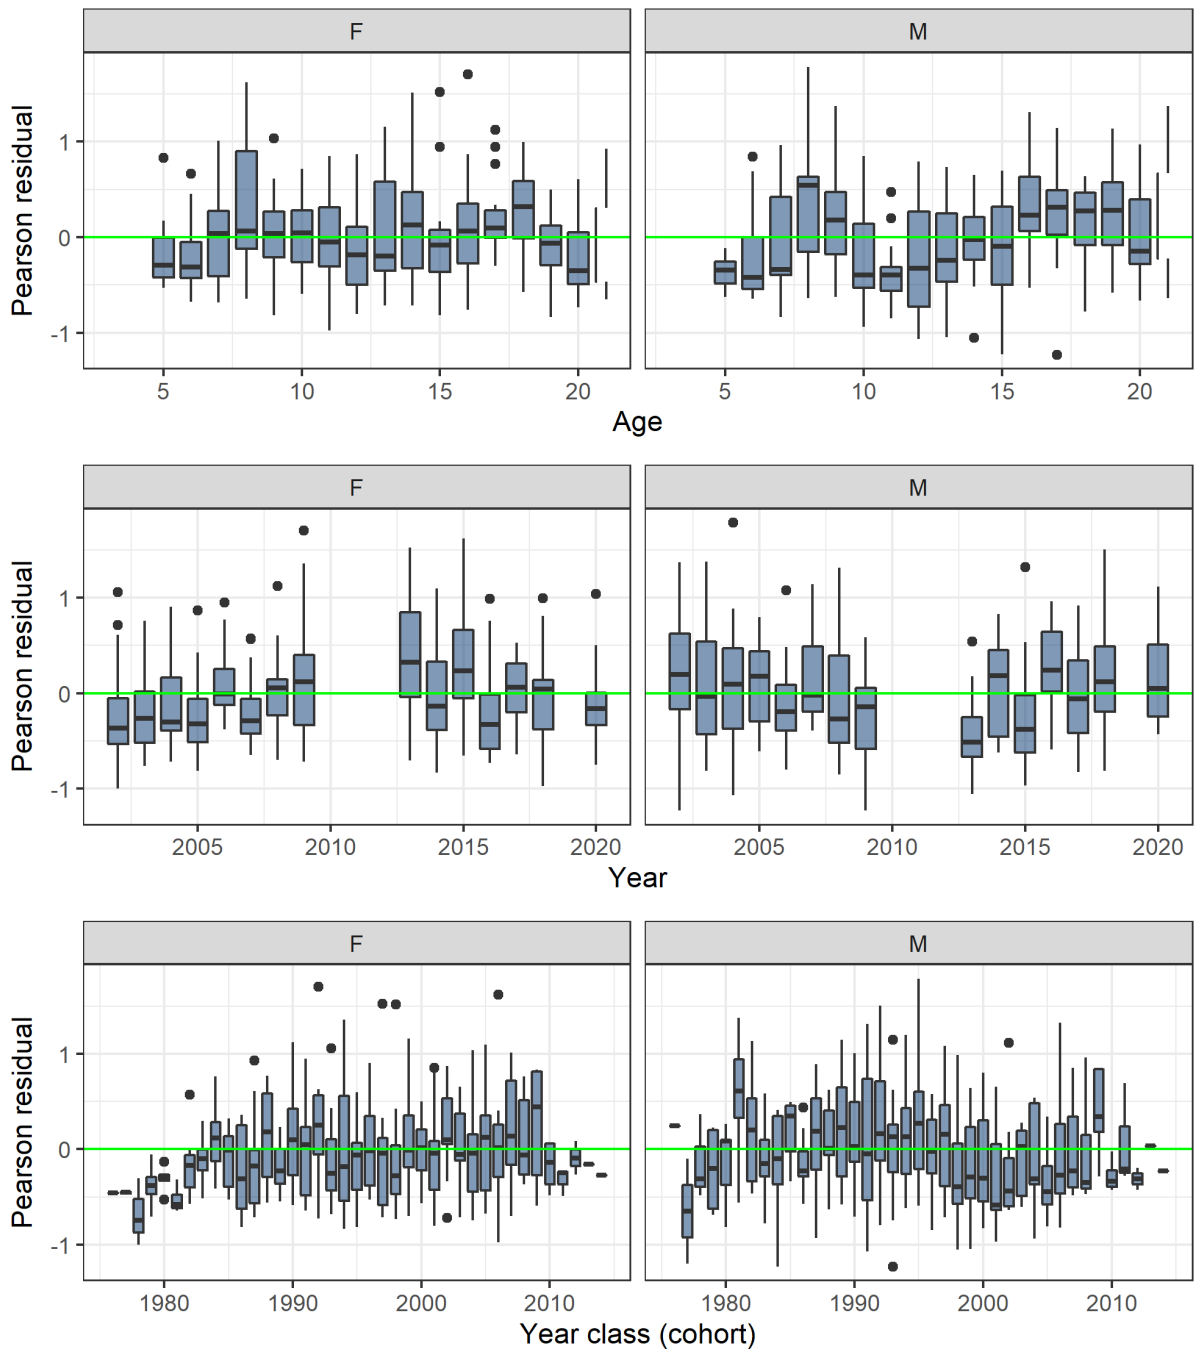 F M
Pearson residual
1
0
-1
5 10 15 20 5 10 15 20
Age
F M
Pearson residual
1
0
-1
2005 2010 2015 2020 2005 2010 2015 2020
Year
F M
Pearson residual
1
0
-1
1980 1990 2000 2010 1980 1990 2000 2010
Year class (cohort)